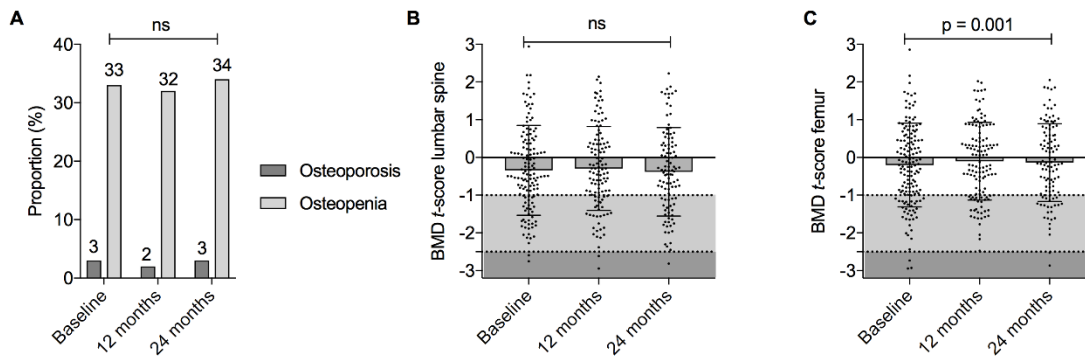 A
ns
40
30
20
10
0
Proportion (%)
33
32
34
3
2
3
Baseline
12 months
24 months
Osteoporosis
Osteopenia
B
ns
3
2
1
0
-1
-2
-3
BMD t-score lumbar spine
Baseline
12 months
24 months
C
p = 0.001
3
2
1
0
-1
-2
-3
BMD t-score femur
Baseline
12 months
24 months